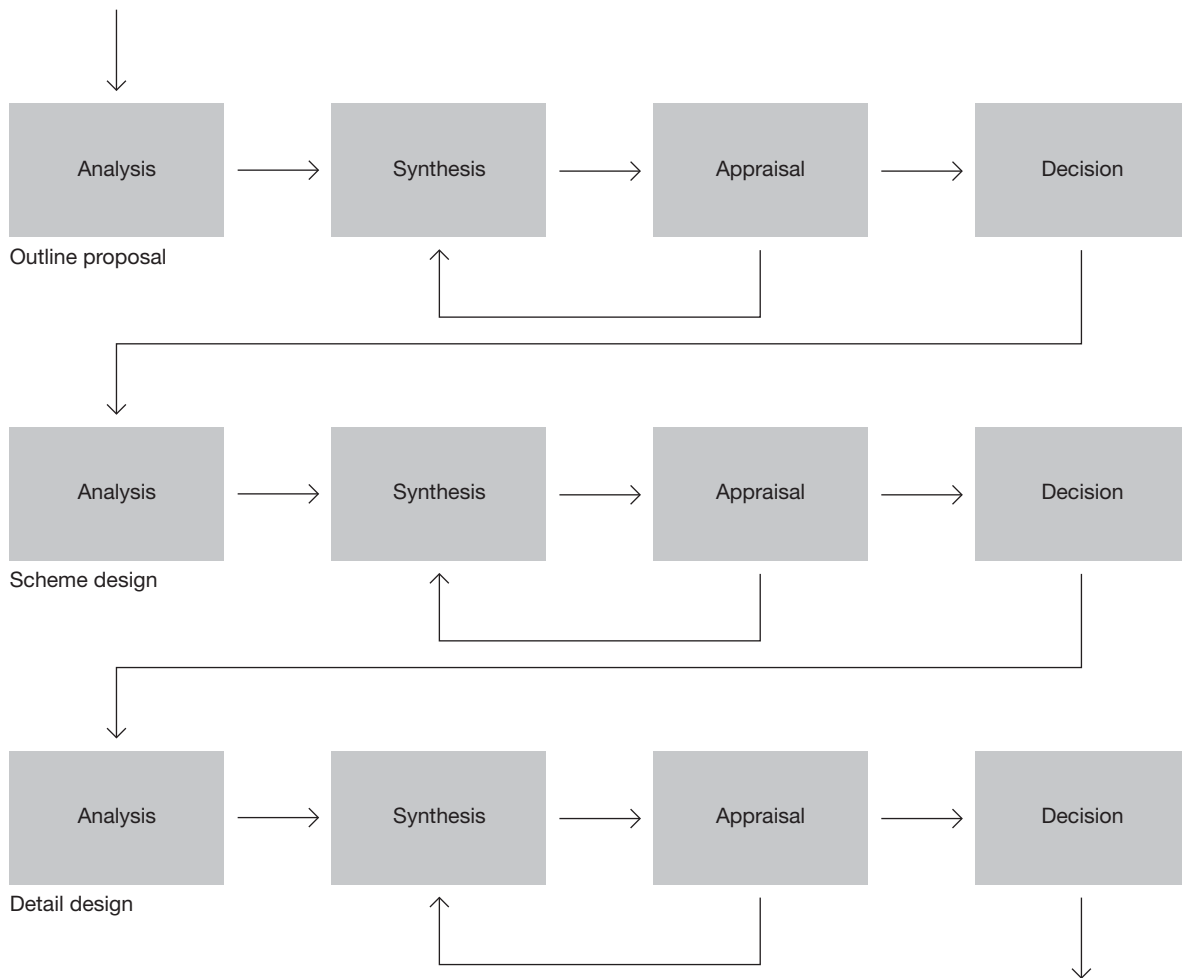 Analysis
Synthesis
Appraisal
Decision
Outline proposal
Analysis
Synthesis
Appraisal
Decision
Scheme design
Analysis
Synthesis
Appraisal
Decision
Detail design